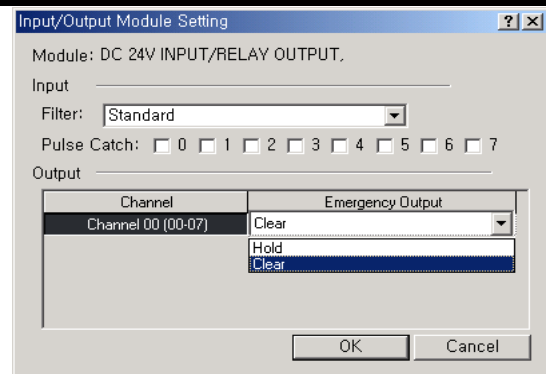 Input/Output Module Setting
Module: DC 24V INPUT/RELAY OUTPUT,
Input
Filter: Standard
Pulse Catch: 0 1 2 3 4 5 6 7
Output
Channel Emergency Output
Channel 00 (00-07) Clear
Hold
Clear
OK Cancel